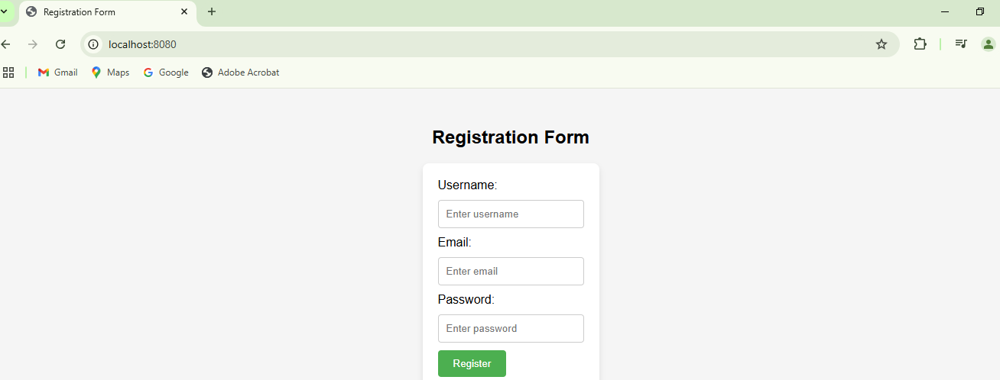 Registration Form
localhost:8080
Gmail Maps Google Adobe Acrobat
Registration Form
Username:
Enter username
Email:
Enter email
Password:
Enter password
Register